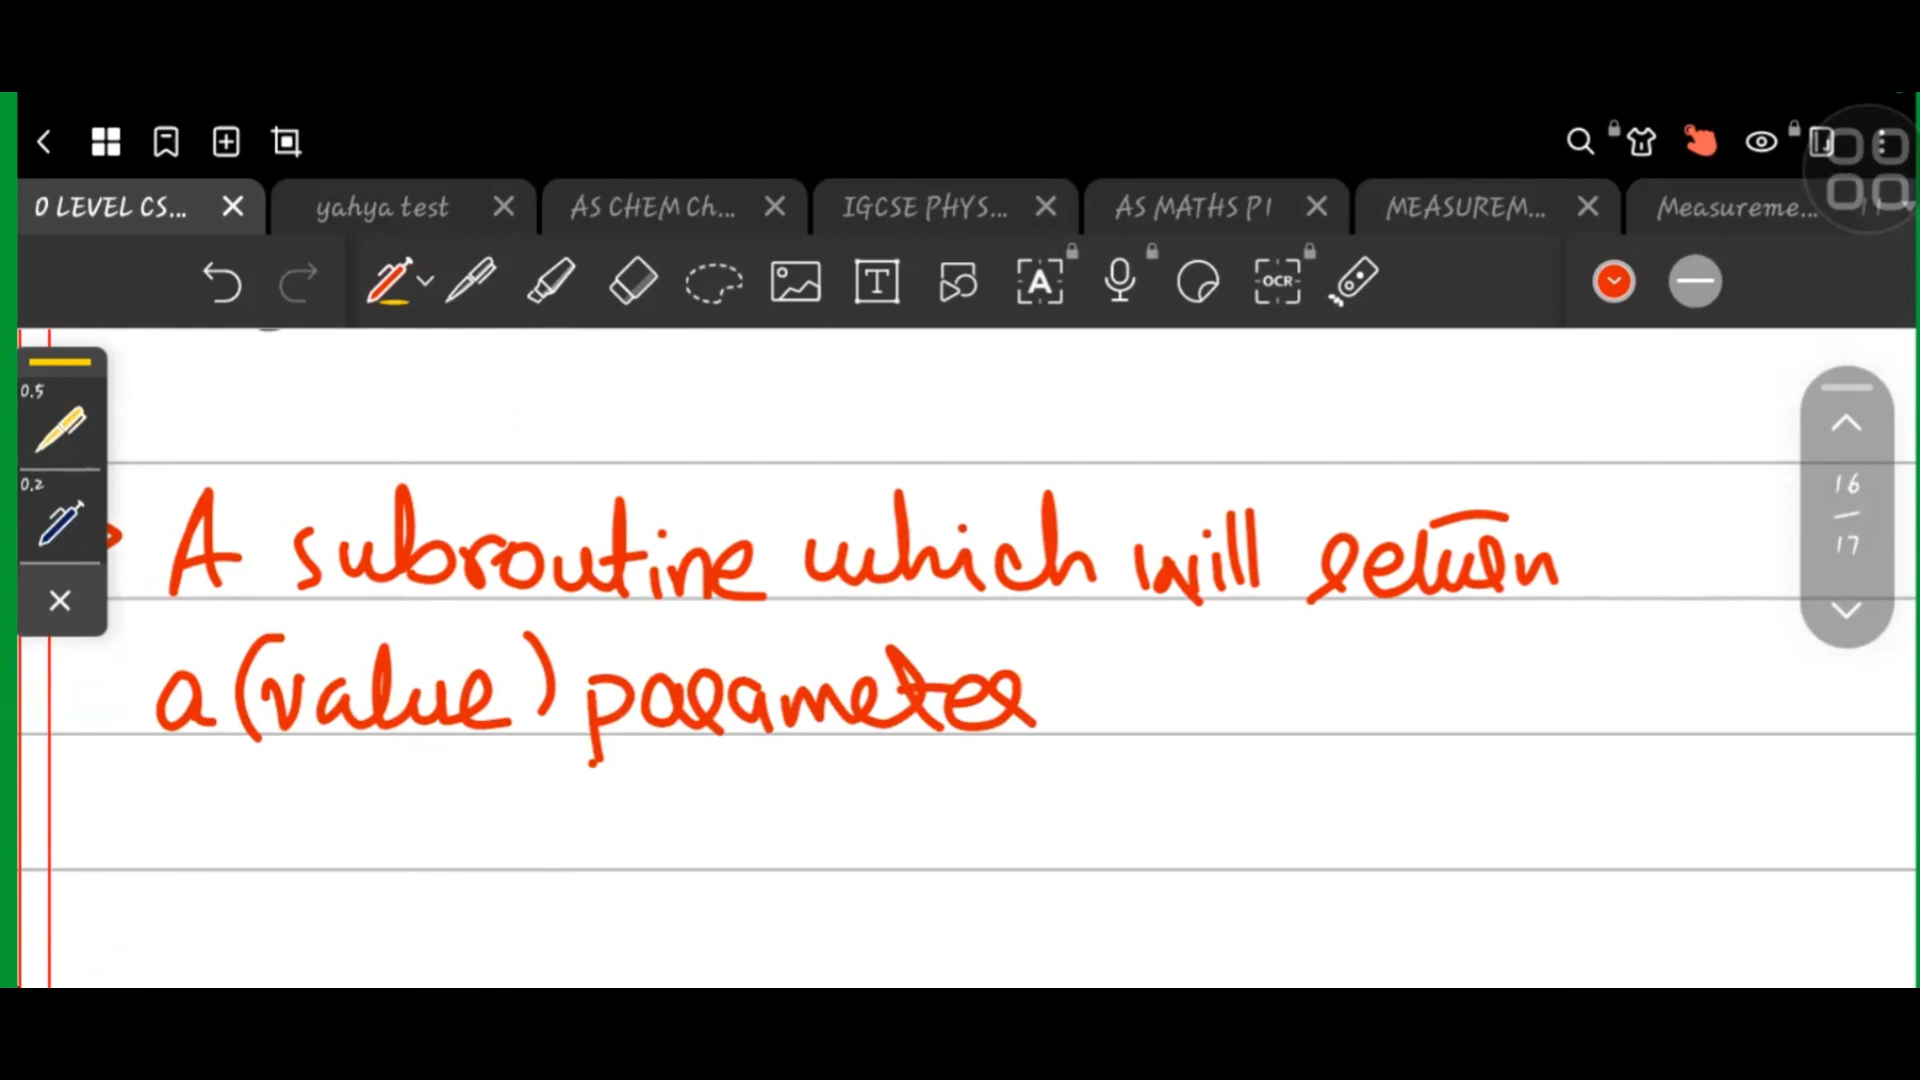 0 LEVEL CS...
yahya test
AS CHEM Ch...
IGCSE PHYS...
AS MATHS P1
MEASUREM...
Measureme...
A
OCR
0.5
0.2
16
17
A subroutine which will return
a (value) parameter